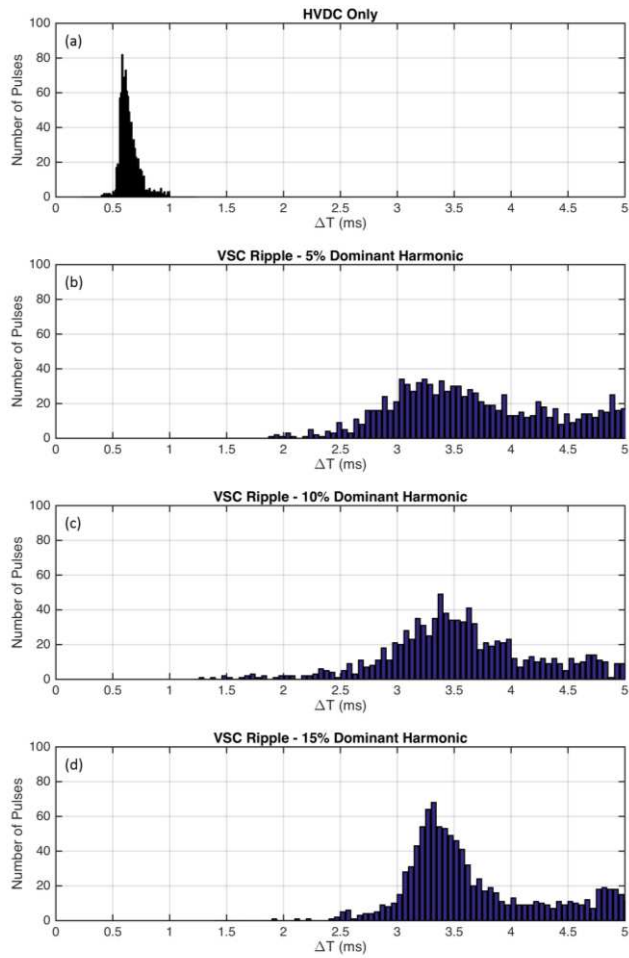 HVDC Only
(a)
Number of Pulses
100
80
60
40
20
0
0 0.5 1 1.5 2 2.5 3 3.5 4 4.5 5
ΔT (ms)
VSC Ripple - 5% Dominant Harmonic
(b)
Number of Pulses
100
80
60
40
20
0
0 0.5 1 1.5 2 2.5 3 3.5 4 4.5 5
ΔT (ms)
VSC Ripple - 10% Dominant Harmonic
(c)
Number of Pulses
100
80
60
40
20
0
0 0.5 1 1.5 2 2.5 3 3.5 4 4.5 5
ΔT (ms)
VSC Ripple - 15% Dominant Harmonic
(d)
Number of Pulses
100
80
60
40
20
0
0 0.5 1 1.5 2 2.5 3 3.5 4 4.5 5
ΔT (ms)